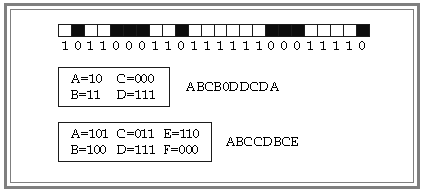 1 0 1 1 0 0 0 1 1 0 1 1 1 1 1 1 0 0 0 1 1 1 1 0
A=10 C=000
B=11 D=111
ABCB0DDCDA
A=101 C=011 E=110
B=100 D=111 F=000
ABCCDBCE